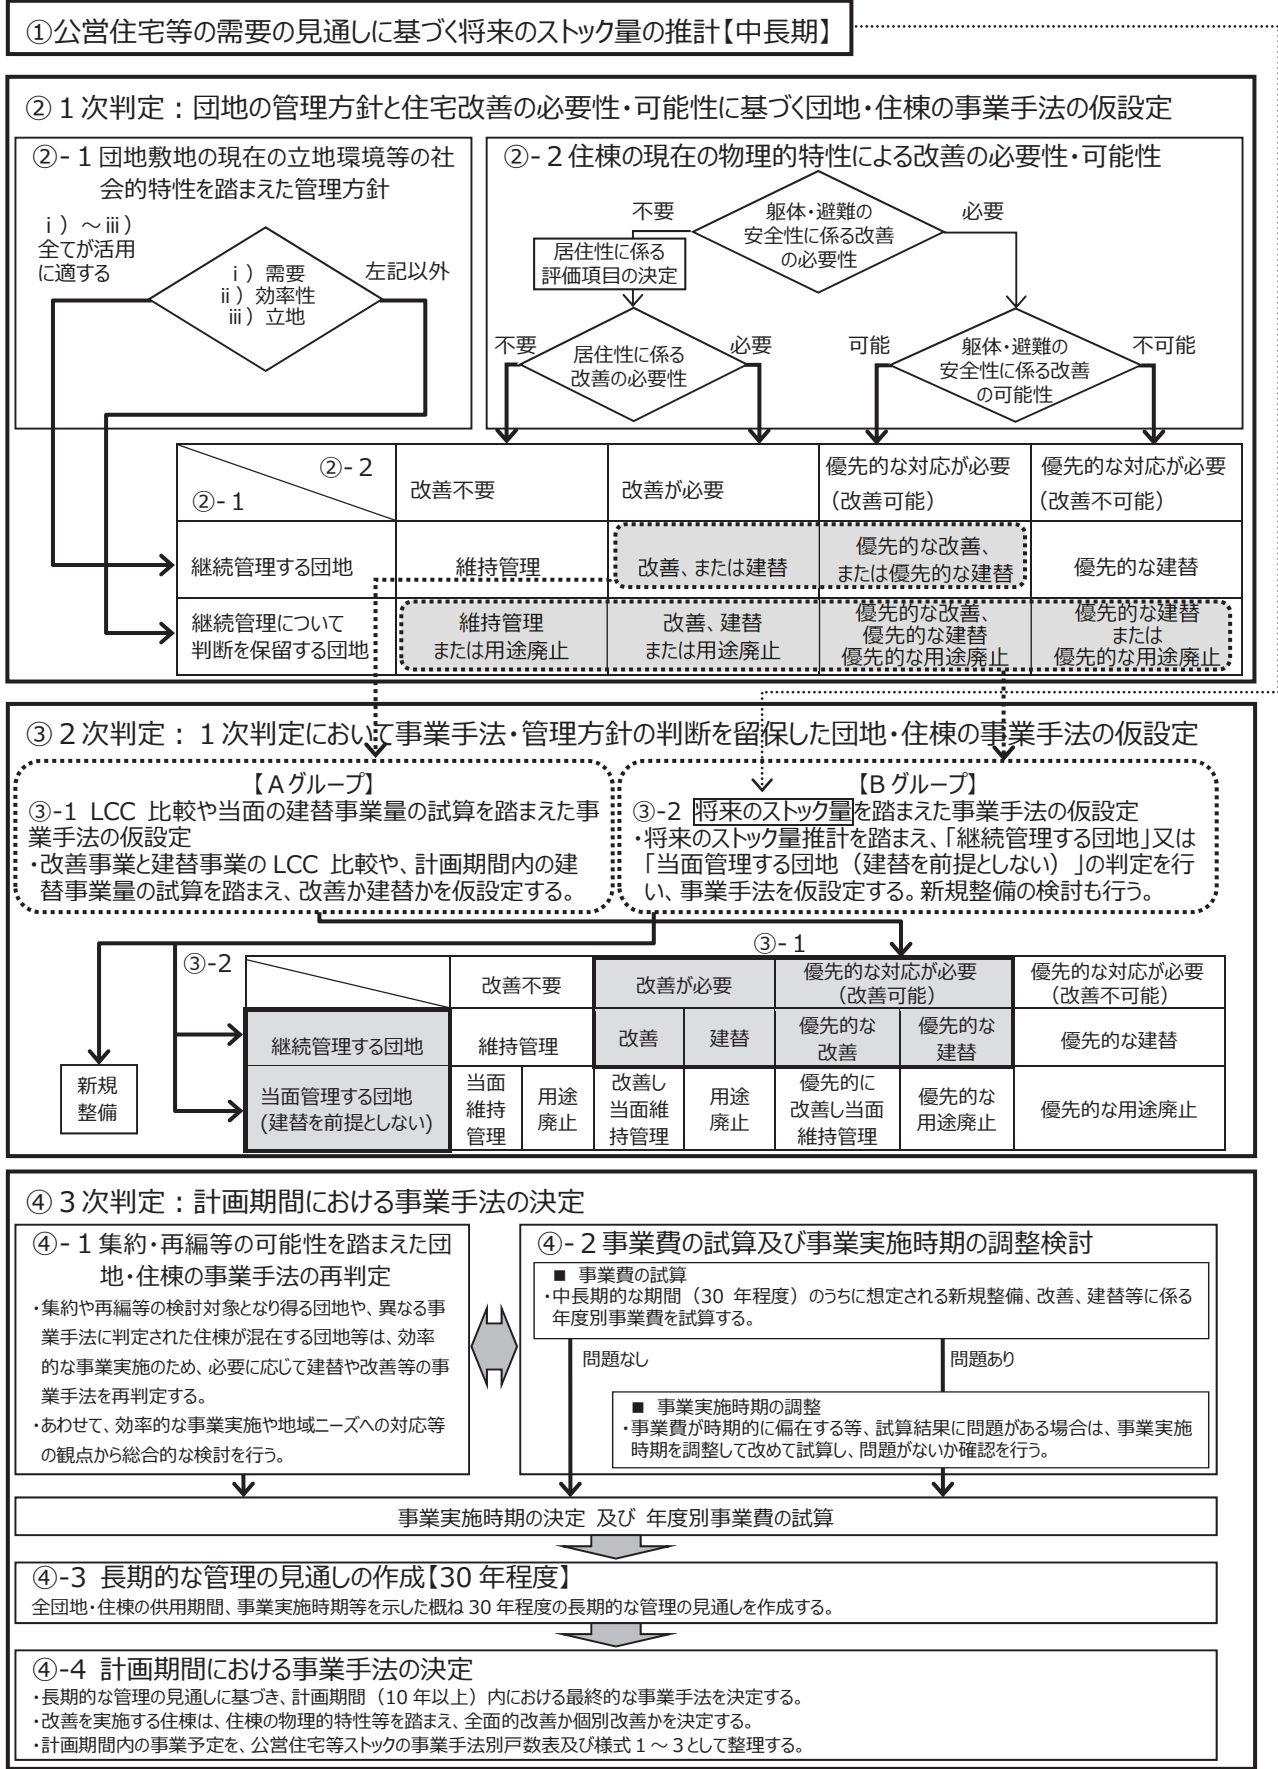 ①公営住宅等の需要の見通しに基づく将来のストック量の推計【中長期】
②１次判定：団地の管理方針と住宅改善の必要性・可能性に基づく団地・住棟の事業手法の仮設定
②-１団地敷地の現在の立地環境等の社
会的特性を踏まえた管理方針
ⅰ）～ⅲ）
全てが活用
に適する
ⅰ）需要
ⅱ）効率性
ⅲ）立地
左記以外
②-２住棟の現在の物理的特性による改善の必要性・可能性
不要
躯体・避難の
安全性に係る改善
の必要性
必要
居住性に係る
評価項目の決定
不要
居住性に係る
改善の必要性
必要
可能
躯体・避難の
安全性に係る改善
の可能性
不可能
②-２
②-１
改善不要
改善が必要
優先的な対応が必要
（改善可能）
優先的な対応が必要
（改善不可能）
継続管理する団地
維持管理
改善、または建替
優先的な改善、
または優先的な建替
優先的な建替
継続管理について
判断を保留する団地
維持管理
または用途廃止
改善、建替
または用途廃止
優先的な改善、
優先的な建替
優先的な用途廃止
優先的な建替
または
優先的な用途廃止
③２次判定：１次判定において事業手法・管理方針の判断を留保した団地・住棟の事業手法の仮設定
【Aグループ】
③-1 LCC 比較や当面の建替事業量の試算を踏まえた事
業手法の仮設定
・改善事業と建替事業の LCC 比較や、計画期間内の建
替事業量の試算を踏まえ、改善か建替かを仮設定する。
【Bグループ】
③-2 将来のストック量を踏まえた事業手法の仮設定
・将来のストック量推計を踏まえ、「継続管理する団地」又は
「当面管理する団地（建替を前提としない）」の判定を行
い、事業手法を仮設定する。新規整備の検討も行う。
③-１
③-2
改善不要
改善が必要
優先的な対応が必要
（改善可能）
優先的な対応が必要
（改善不可能）
継続管理する団地
維持管理
改善
建替
優先的な
改善
優先的な
建替
優先的な建替
新規
整備
当面管理する団地
(建替を前提としない)
当面
維持
管理
用途
廃止
改善し
当面維
持管理
用途
廃止
優先的に
改善し当面
維持管理
優先的な
用途廃止
優先的な用途廃止
④３次判定：計画期間における事業手法の決定
④-１集約・再編等の可能性を踏まえた団
地・住棟の事業手法の再判定
・集約や再編等の検討対象となり得る団地や、異なる事
業手法に判定された住棟が混在する団地等は、効率
的な事業実施のため、必要に応じて建替や改善等の事
業手法を再判定する。
・あわせて、効率的な事業実施や地域ニーズへの対応等
の観点から総合的な検討を行う。
④-２事業費の試算及び事業実施時期の調整検討
■ 事業費の試算
・中長期的な期間（30 年程度）のうちに想定される新規整備、改善、建替等に係る
年度別事業費を試算する。
問題なし
問題あり
■ 事業実施時期の調整
・事業費が時期的に偏在する等、試算結果に問題がある場合は、事業実施
時期を調整して改めて試算し、問題がないか確認を行う。
事業実施時期の決定 及び 年度別事業費の試算
④-3 長期的な管理の見通しの作成【30 年程度】
全団地・住棟の供用期間、事業実施時期等を示した概ね 30 年程度の長期的な管理の見通しを作成する。
④-4 計画期間における事業手法の決定
・長期的な管理の見通しに基づき、計画期間（10 年以上）内における最終的な事業手法を決定する。
・改善を実施する住棟は、住棟の物理的特性等を踏まえ、全面的改善か個別改善かを決定する。
・計画期間内の事業予定を、公営住宅等ストックの事業手法別戸数表及び様式１～３として整理する。